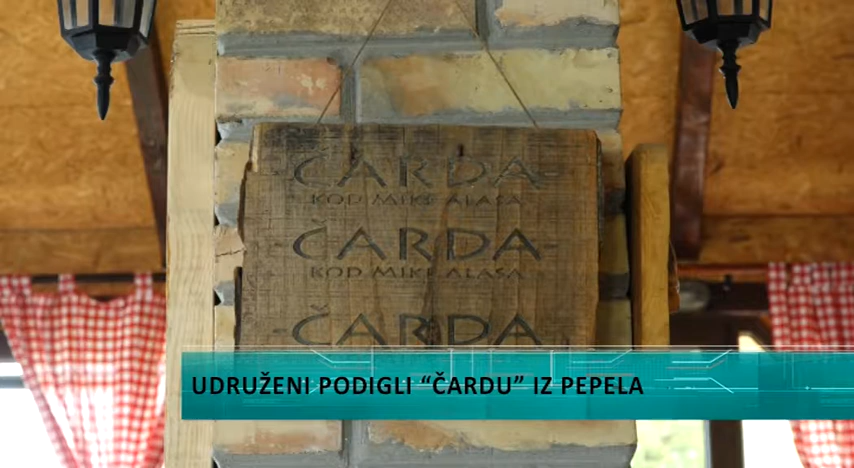 ČARDA
KOD MIKE ALASA
ČARDA
KOD MIKE ALASA
ČARDA
UDRUŽENI PODIGLI “ČARDU” IZ PEPELA